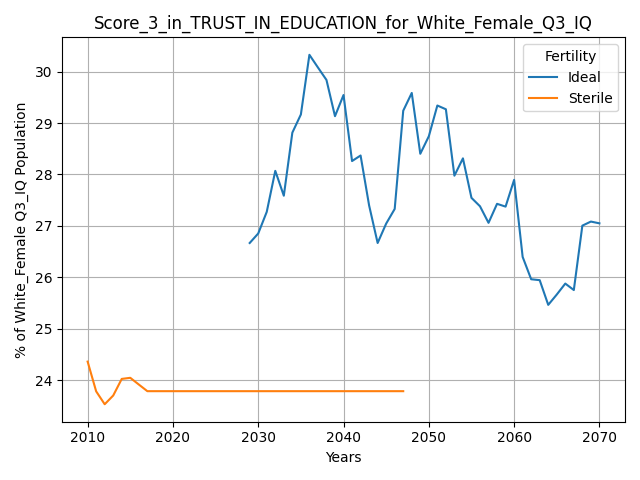 Score_3_in_TRUST_IN_EDUCATION_for_White_Female_Q3_IQ
Fertility
Ideal
Sterile
% of White_Female Q3_IQ Population
30
29
28
27
26
25
24
2010 2020 2030 2040 2050 2060 2070
Years